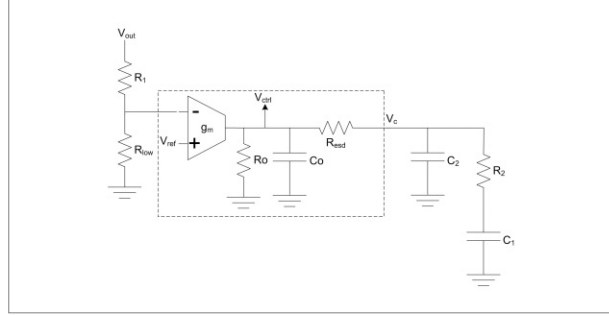 Vout
R1
Vctrl
-
gm
Vc
Vref
+
Rlow
Ro
Co
Resd
C2
R2
C1